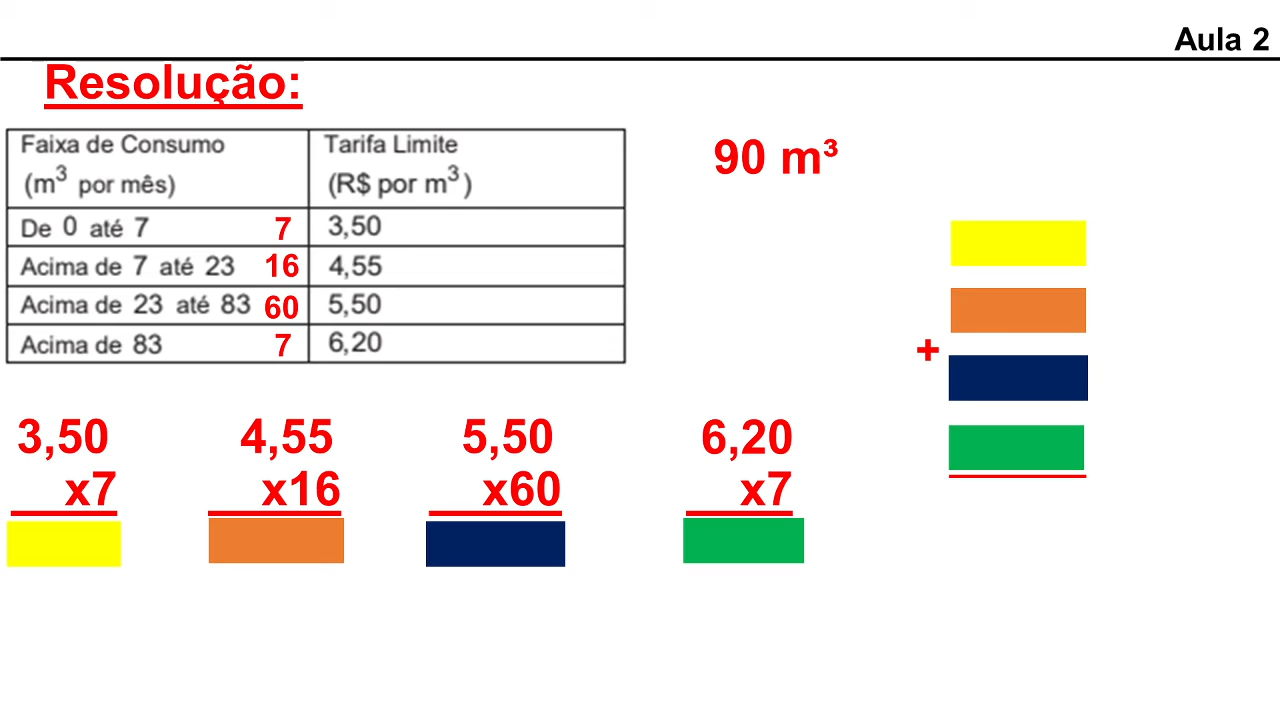 Aula 2
Resolução:
Faixa de Consumo Tarifa Limite
(m³ por mês) (R$ por m³)
De 0 até 7 7 3,50
Acima de 7 até 23 16 4,55
Acima de 23 até 83 60 5,50
Acima de 83 7 6,20
90 m³
+
3,50 4,55 5,50 6,20
x7 x16 x60 x7